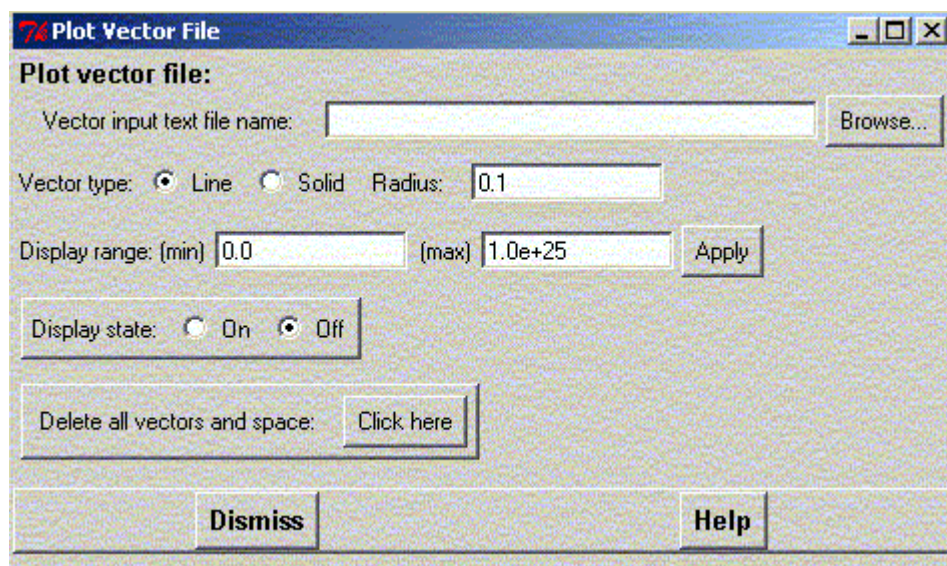 Plot Vector File
Plot vector file:
Vector input text file name: Browse...
Vector type: Line Solid Radius: 0.1
Display range: (min) 0.0 (max) 1.0e+25 Apply
Display state: On Off
Delete all vectors and space: Click here
Dismiss Help